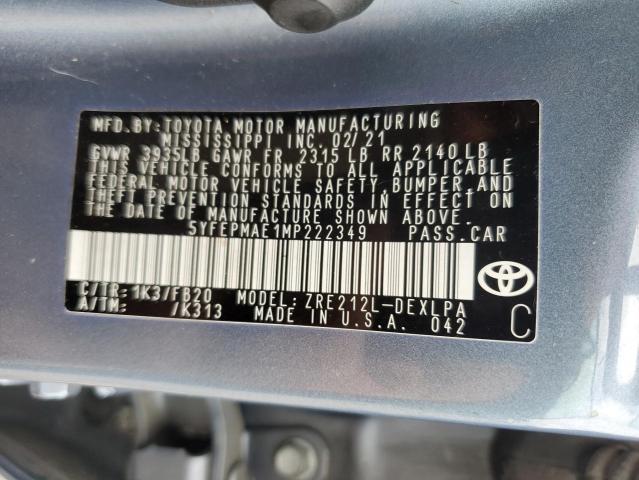 MFD. BY: TOYOTA MOTOR MANUFACTURING
MISSISSIPPI INC. 02/21
GVWR 3935LB GAWR FR 2315 LB RR 2140 LB
THIS VEHICLE CONFORMS TO ALL APPLICABLE
FEDERAL MOTOR VEHICLE SAFETY, BUMPER, AND
THEFT PREVENTION STANDARDS IN EFFECT ON
THE DATE OF MANUFACTURE SHOWN ABOVE.
5YFEPMAE1MP222349 PASS. CAR
C/TR: 1K3/FB20 MODEL: ZRE212L-DEXLPA
A/TM: /K313 MADE IN U.S.A. 042
C